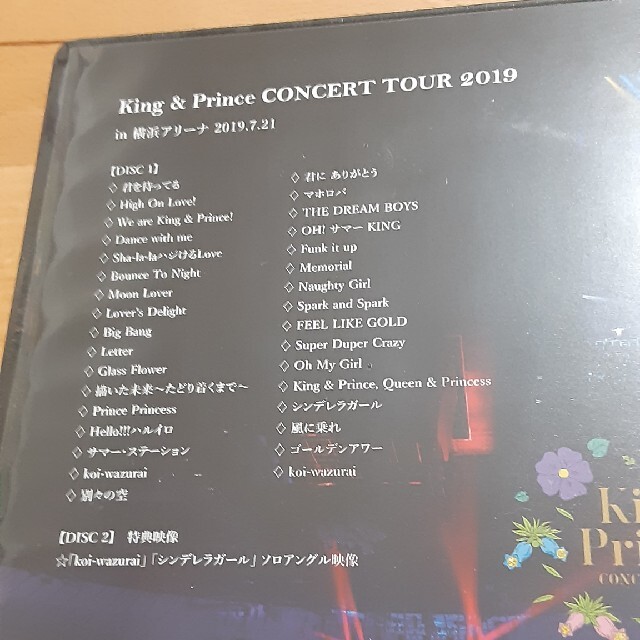 King & Prince CONCERT TOUR 2019
in 横浜アリーナ 2019.7.21
【DISC 1】
◇ 君を待ってる
◇ High On Love!
◇ We are King & Prince!
◇ Dance with me
◇ Sha-la-laハジけるLove
◇ Bounce To Night
◇ Moon Lover
◇ Lover's Delight
◇ Big Bang
◇ Letter
◇ Glass Flower
◇ 描いた未来～たどり着くまで～
◇ Prince Princess
◇ Hello!!!ハルイロ
◇ サマー・ステーション
◇ koi-wazurai
◇ 別々の空
◇ 君に ありがとう
◇ マホロバ
◇ THE DREAM BOYS
◇ OH! サマー KING
◇ Funk it up
◇ Memorial
◇ Naughty Girl
◇ Spark and Spark
◇ FEEL LIKE GOLD
◇ Super Duper Crazy
◇ Oh My Girl
◇ King & Prince, Queen & Princess
◇ シンデレラガール
◇ 風に乗れ
◇ ゴールデンアワー
◇ koi-wazurai
【DISC 2】 特典映像
☆「koi-wazurai」「シンデレラガール」ソロアングル映像
Ki
Pri
CONC